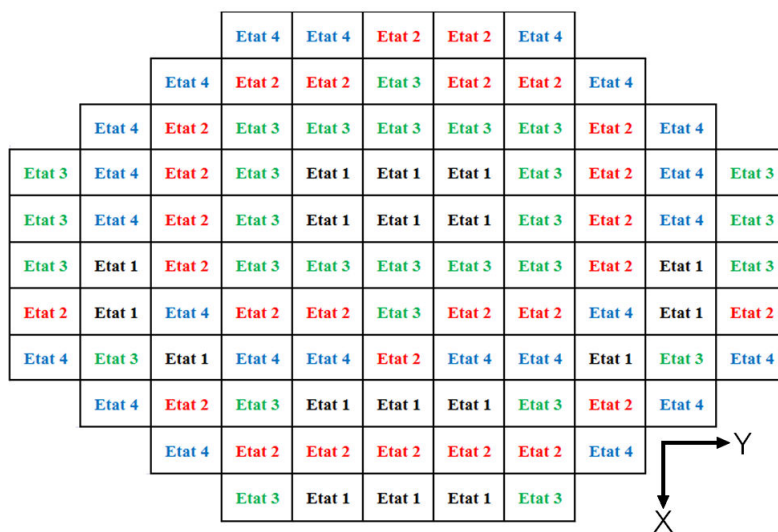 Etat 4 Etat 4 Etat 2 Etat 2 Etat 4
Etat 4 Etat 2 Etat 2 Etat 3 Etat 2 Etat 2 Etat 4
Etat 4 Etat 2 Etat 3 Etat 3 Etat 3 Etat 3 Etat 3 Etat 2 Etat 4
Etat 3 Etat 4 Etat 2 Etat 3 Etat 1 Etat 1 Etat 1 Etat 3 Etat 2 Etat 4 Etat 3
Etat 3 Etat 4 Etat 2 Etat 3 Etat 1 Etat 1 Etat 1 Etat 3 Etat 2 Etat 4 Etat 3
Etat 3 Etat 1 Etat 2 Etat 3 Etat 3 Etat 3 Etat 3 Etat 3 Etat 2 Etat 1 Etat 3
Etat 2 Etat 1 Etat 4 Etat 2 Etat 2 Etat 3 Etat 2 Etat 2 Etat 4 Etat 1 Etat 2
Etat 4 Etat 3 Etat 1 Etat 4 Etat 4 Etat 2 Etat 4 Etat 4 Etat 1 Etat 3 Etat 4
Etat 4 Etat 2 Etat 3 Etat 1 Etat 1 Etat 1 Etat 3 Etat 2 Etat 4
Etat 4 Etat 2 Etat 2 Etat 2 Etat 2 Etat 2 Etat 4
Y
Etat 3 Etat 1 Etat 1 Etat 1 Etat 3
X